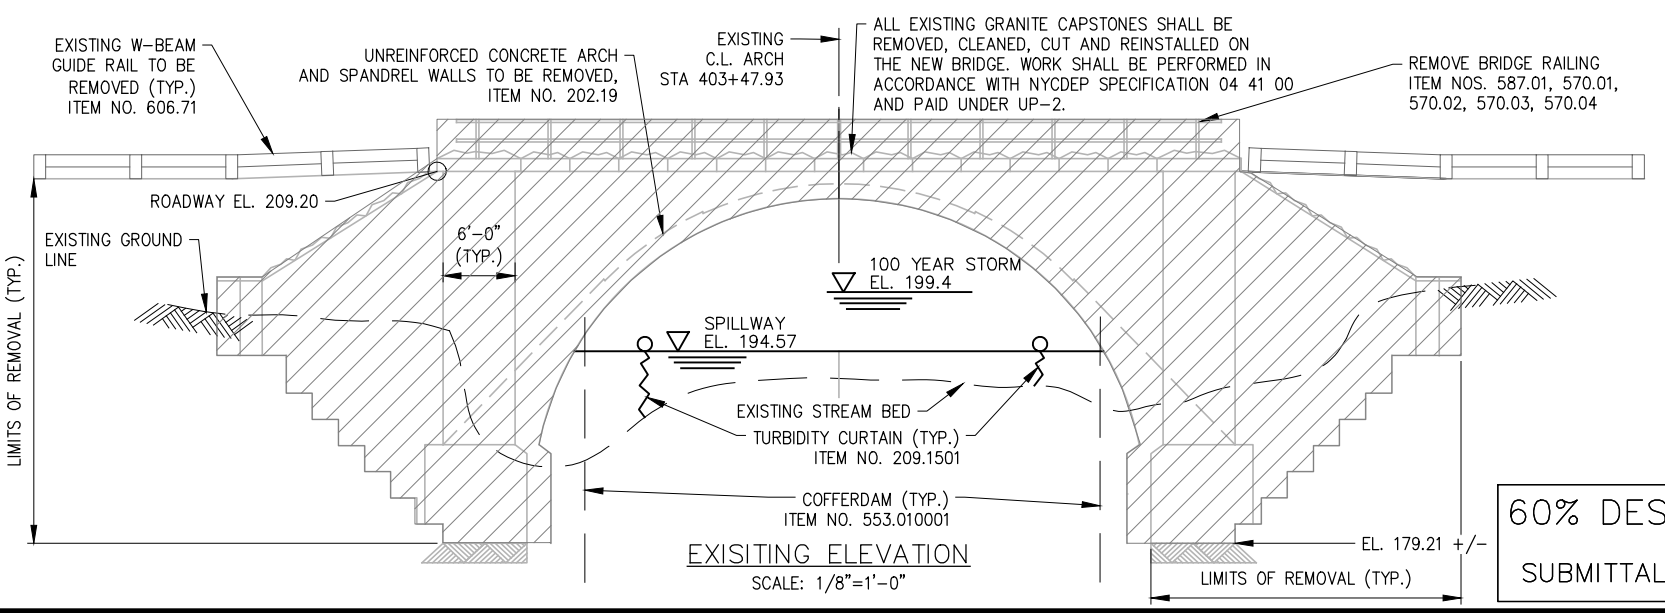 EXISTING W-BEAM
GUIDE RAIL TO BE
REMOVED (TYP.)
ITEM NO. 606.71
UNREINFORCED CONCRETE ARCH
AND SPANDREL WALLS TO BE REMOVED,
ITEM NO. 202.19
EXISTING
C.L. ARCH
STA 403+47.93
ALL EXISTING GRANITE CAPSTONES SHALL BE
REMOVED, CLEANED, CUT AND REINSTALLED ON
THE NEW BRIDGE. WORK SHALL BE PERFORMED IN
ACCORDANCE WITH NYCDEP SPECIFICATION 04 41 00
AND PAID UNDER UP-2.
REMOVE BRIDGE RAILING
ITEM NOS. 587.01, 570.01,
570.02, 570.03, 570.04
ROADWAY EL. 209.20
EXISTING GROUND
LINE
6'-0"
(TYP.)
LIMITS OF REMOVAL (TYP.)
100 YEAR STORM
EL. 199.4
SPILLWAY
EL. 194.57
EXISTING STREAM BED
TURBIDITY CURTAIN (TYP.)
ITEM NO. 209.1501
COFFERDAM (TYP.)
ITEM NO. 553.010001
EXISITING ELEVATION
SCALE: 1/8"=1'-0"
EL. 179.21 +/-
LIMITS OF REMOVAL (TYP.)
60% DES
SUBMITTAL